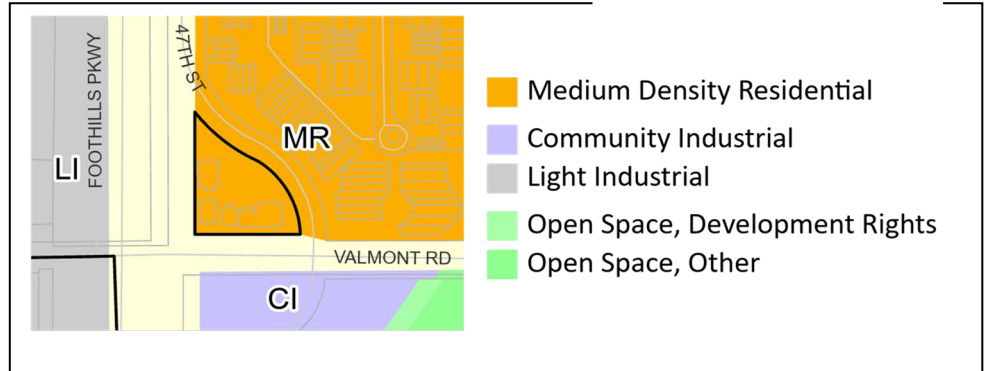 47TH ST
FOOTHILLS PKWY
MR
LI
VALMONT RD
CI
Medium Density Residential
Community Industrial
Light Industrial
Open Space, Development Rights
Open Space, Other